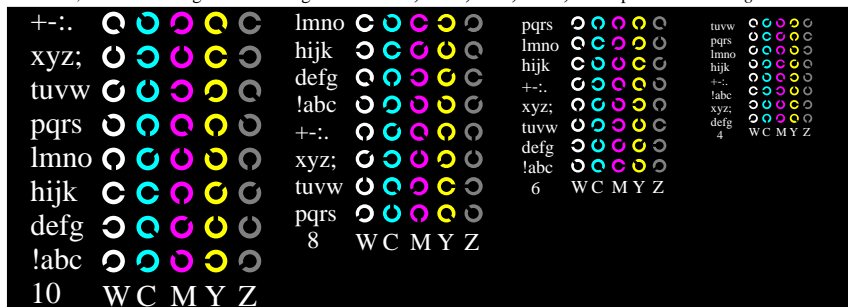 +-:.
xyz;
tuvw
pqrs
lmno
hijk
defg
!abc
10 W C M Y Z
lmno
hijk
defg
!abc
+-:.
xyz;
tuvw
pqrs
8 W C M Y Z
pqrs
lmno
hijk
+-:.
xyz;
tuvw
defg
!abc
6 W C M Y Z
tuvw
pqrs
lmno
hijk
+-:.
!abc
xyz;
defg
4 W C M Y Z